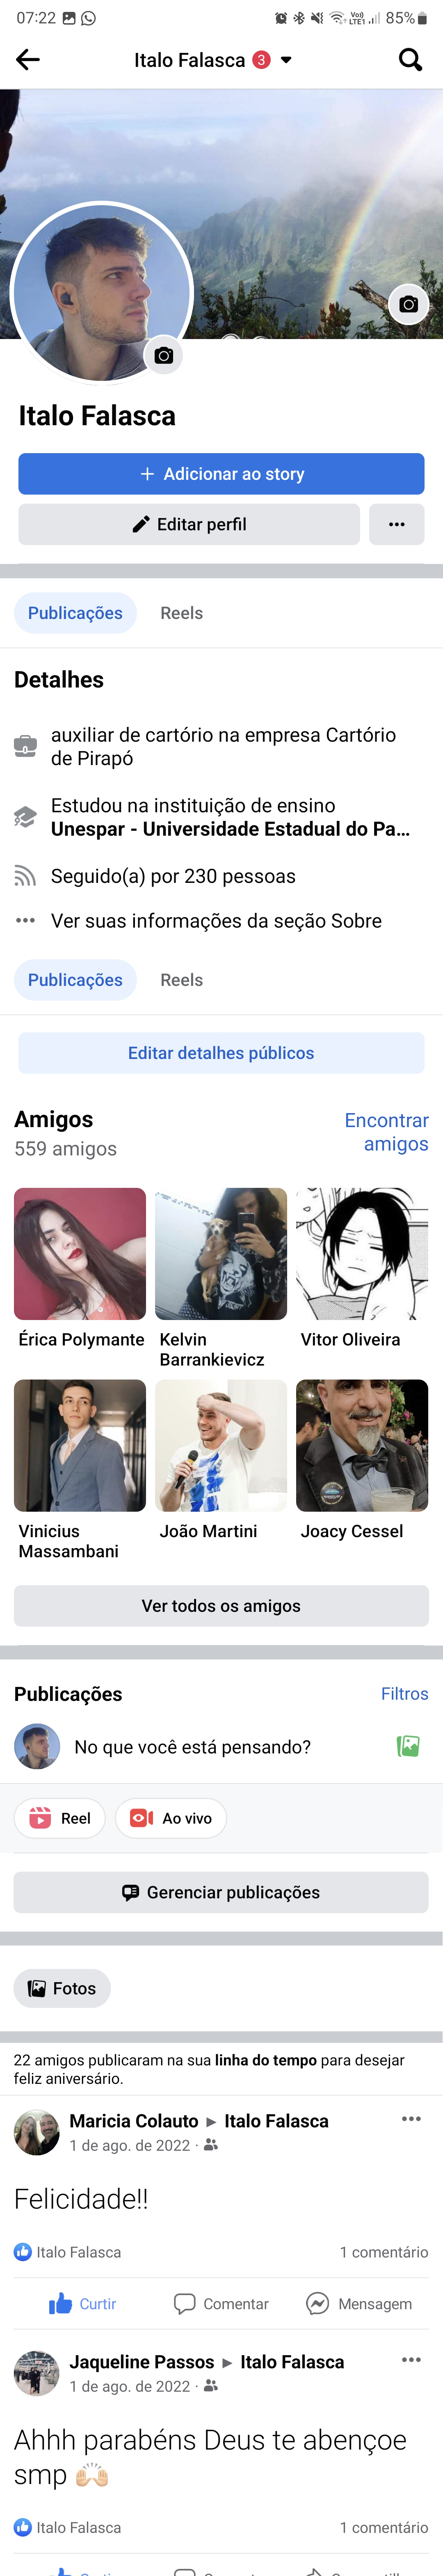 07:22 85%
Italo Falasca 3
Italo Falasca
+ Adicionar ao story
Editar perfil
Publicações Reels
Detalhes
auxiliar de cartório na empresa Cartório
de Pirapó
Estudou na instituição de ensino
Unespar - Universidade Estadual do Pa...
Seguido(a) por 230 pessoas
Ver suas informações da seção Sobre
Publicações Reels
Editar detalhes públicos
Amigos
559 amigos
Encontrar
amigos
Érica Polymante
Kelvin
Barrankievicz
Vitor Oliveira
Vinicius
Massambani
João Martini
Joacy Cessel
Ver todos os amigos
Publicações Filtros
No que você está pensando?
Reel Ao vivo
Gerenciar publicações
Fotos
22 amigos publicaram na sua linha do tempo para desejar
feliz aniversário.
Maricia Colauto ▸ Italo Falasca
1 de ago. de 2022 ·
Felicidade!!
Italo Falasca 1 comentário
Curtir Comentar Mensagem
Jaqueline Passos ▸ Italo Falasca
1 de ago. de 2022 ·
Ahhh parabéns Deus te abençoe
smp 🙌🏻
Italo Falasca 1 comentário